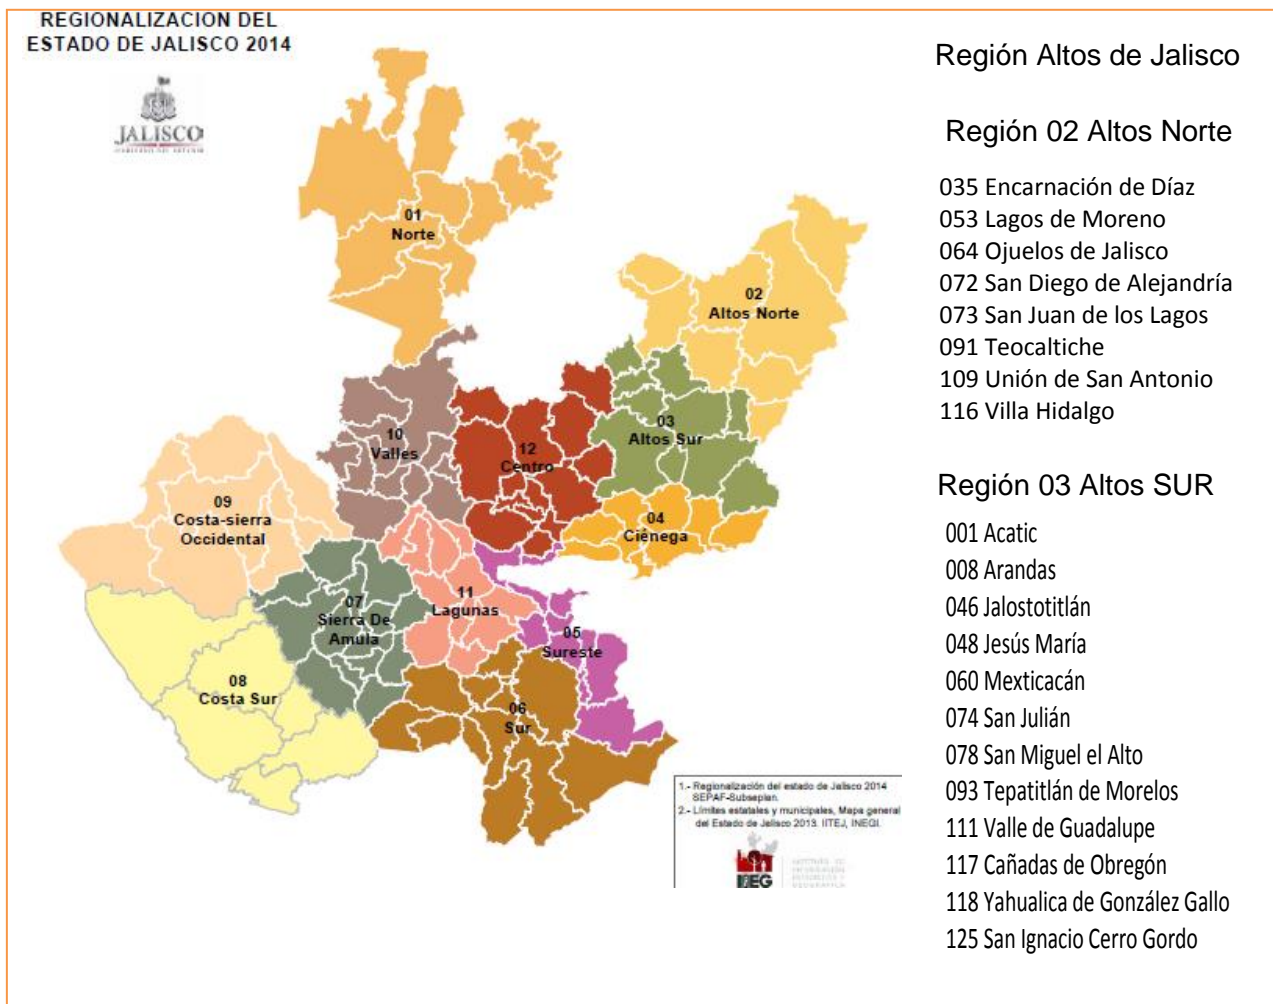 REGIONALIZACION DEL
ESTADO DE JALISCO 2014
JALISCO
01
Norte
02
Altos Norte
03
Altos Sur
10
Valles
12
Centro
09
Costa-sierra
Occidental
04
Ciénega
11
Lagunas
07
Sierra De
Amula
05
Sureste
08
Costa Sur
06
Sur
1.- Regionalización del estado de Jalisco 2014
SEPAF-Subseplan.
2.- Límites estatales y municipales, Mapa general
del Estado de Jalisco 2013. IITEJ, INEGI.
IIEG
Región Altos de Jalisco
Región 02 Altos Norte
035 Encarnación de Díaz
053 Lagos de Moreno
064 Ojuelos de Jalisco
072 San Diego de Alejandría
073 San Juan de los Lagos
091 Teocaltiche
109 Unión de San Antonio
116 Villa Hidalgo
Región 03 Altos SUR
001 Acatic
008 Arandas
046 Jalostotitlán
048 Jesús María
060 Mexticacán
074 San Julián
078 San Miguel el Alto
093 Tepatitlán de Morelos
111 Valle de Guadalupe
117 Cañadas de Obregón
118 Yahualica de González Gallo
125 San Ignacio Cerro Gordo